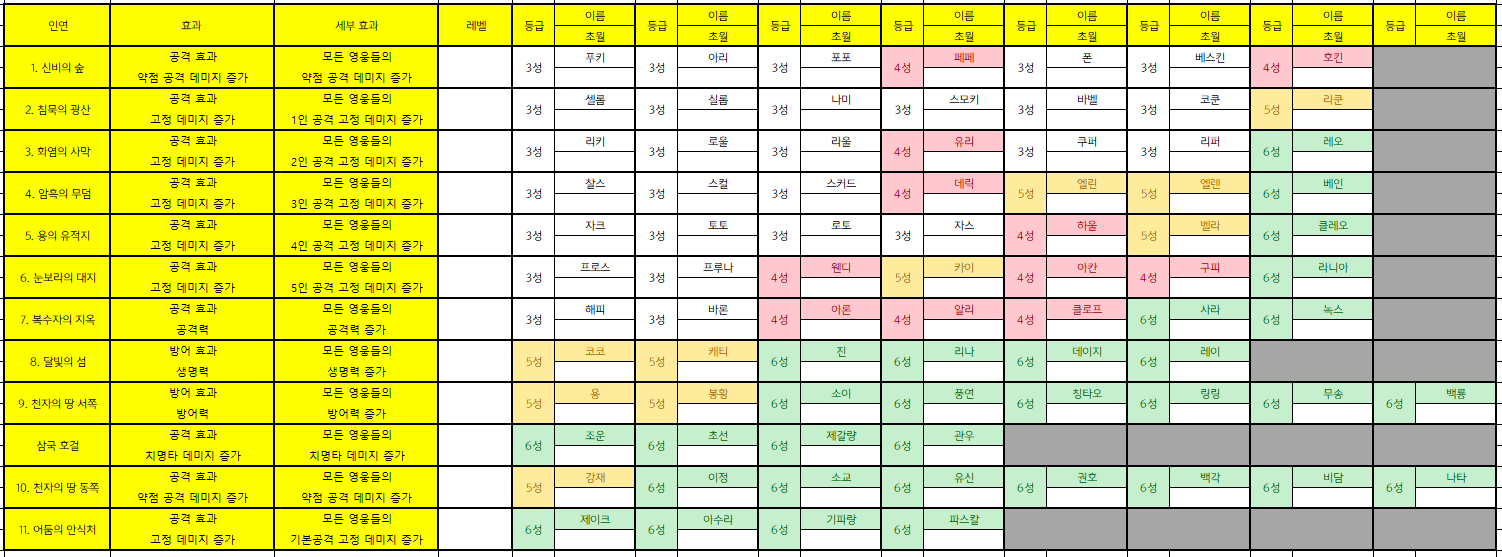 인연 효과 세부 효과 레벨 등급 이름 등급 이름 등급 이름 등급 이름 등급 이름 등급 이름 등급 이름 등급 이름
초월 초월 초월 초월 초월 초월 초월 초월
1. 신비의 숲 공격 효과 모든 영웅들의 3성 푸키 3성 아리 3성 포포 4성 페페 3성 폰 3성 베스킨 4성 호킨
약점 공격 데미지 증가 약점 공격 데미지 증가
2. 침묵의 광산 공격 효과 모든 영웅들의 3성 셀롭 3성 실롭 3성 나미 3성 스모키 3성 바벨 3성 코쿤 5성 라쿤
고정 데미지 증가 1인 공격 고정 데미지 증가
3. 화염의 사막 공격 효과 모든 영웅들의 3성 리키 3성 로울 3성 리울 4성 유리 3성 쿠퍼 3성 리퍼 6성 레오
고정 데미지 증가 2인 공격 고정 데미지 증가
4. 암흑의 무덤 공격 효과 모든 영웅들의 3성 찰스 3성 스컬 3성 스커드 4성 데릭 5성 엘린 5성 엘렌 6성 베인
고정 데미지 증가 3인 공격 고정 데미지 증가
5. 용의 유적지 공격 효과 모든 영웅들의 3성 자크 3성 토토 3성 로토 3성 쟈스 4성 하울 5성 벨라 6성 클레오
고정 데미지 증가 4인 공격 고정 데미지 증가
6. 눈보라의 대지 공격 효과 모든 영웅들의 3성 프로스 3성 프루나 4성 웬디 5성 카이 4성 아칸 4성 구피 6성 라니아
고정 데미지 증가 5인 공격 고정 데미지 증가
7. 복수자의 지옥 공격 효과 모든 영웅들의 3성 해피 3성 바론 4성 아론 4성 알리 4성 클로프 6성 사라 6성 녹스
공격력 공격력 증가
8. 달빛의 섬 방어 효과 모든 영웅들의 5성 코코 5성 캐티 6성 진 6성 리나 6성 데이지 6성 레이
생명력 생명력 증가
9. 천자의 땅 서쪽 방어 효과 모든 영웅들의 5성 용 5성 봉황 6성 소이 6성 풍연 6성 칭타오 6성 링링 6성 무송 6성 백룡
방어력 방어력 증가
삼국 호걸 공격 효과 모든 영웅들의 6성 조운 6성 초선 6성 제갈량 6성 관우
치명타 데미지 증가 치명타 데미지 증가
10. 천자의 땅 동쪽 공격 효과 모든 영웅들의 5성 강재 6성 이정 6성 소교 6성 유신 6성 권호 6성 백각 6성 비담 6성 나타
약점 공격 데미지 증가 약점 공격 데미지 증가
11. 어둠의 안식처 공격 효과 모든 영웅들의 6성 제이크 6성 아수라 6성 기파랑 6성 파스칼
고정 데미지 증가 기본공격 고정 데미지 증가